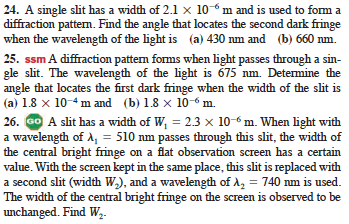 24. A single slit has a width of 2.1 × 10⁻⁶ m and is used to form a
diffraction pattern. Find the angle that locates the second dark fringe
when the wavelength of the light is (a) 430 nm and (b) 660 nm.
25. ssm A diffraction pattern forms when light passes through a sin-
gle slit. The wavelength of the light is 675 nm. Determine the
angle that locates the first dark fringe when the width of the slit is
(a) 1.8 × 10⁻⁴ m and (b) 1.8 × 10⁻⁶ m.
26. GO A slit has a width of W₁ = 2.3 × 10⁻⁶ m. When light with
a wavelength of λ₁ = 510 nm passes through this slit, the width of
the central bright fringe on a flat observation screen has a certain
value. With the screen kept in the same place, this slit is replaced with
a second slit (width W₂), and a wavelength of λ₂ = 740 nm is used.
The width of the central bright fringe on the screen is observed to be
unchanged. Find W₂.